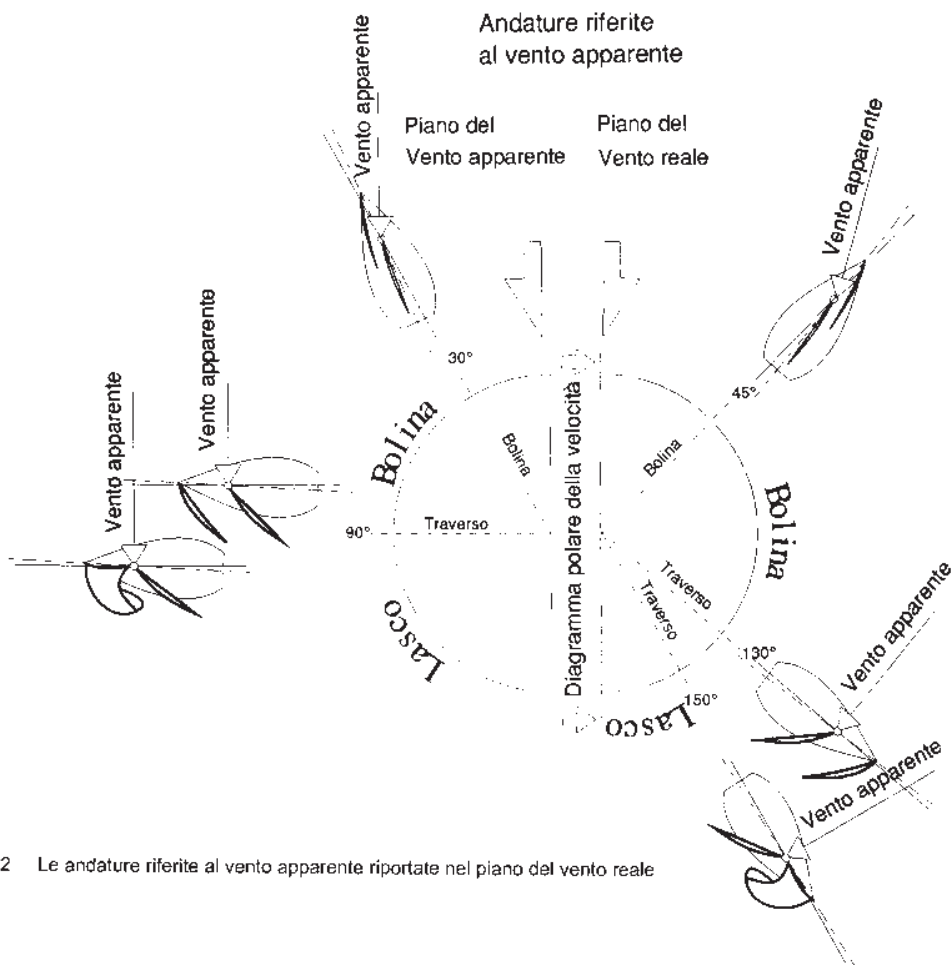 Andature riferite
al vento apparente
Piano del
Vento apparente
Piano del
Vento reale
Vento apparente
Vento apparente
Vento apparente
Vento apparente
30°
45°
Bolina
Bolina
Bolina
Bolina
Diagramma polare della velocità
90°
Traverso
Traverso
Traverso
Lasco
Lasco
130°
150°
Vento apparente
Vento apparente
2 Le andature riferite al vento apparente riportate nel piano del vento reale